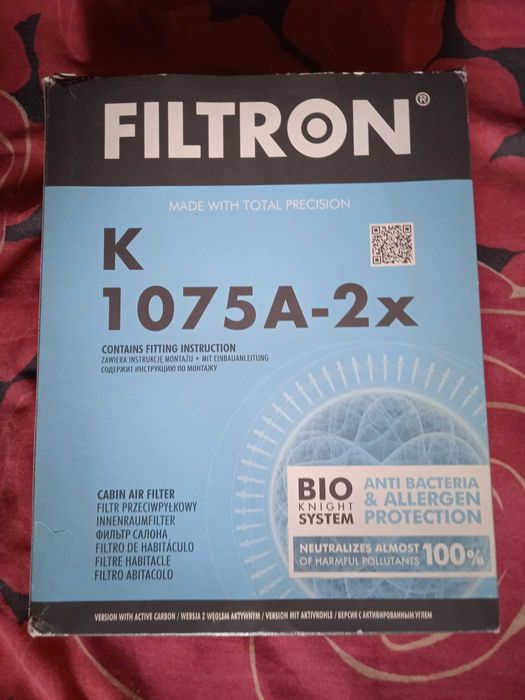 FILTRON®
MADE WITH TOTAL PRECISION
K
1075A-2x
CONTAINS FITTING INSTRUCTION
ZAWIERA INSTRUKCJĘ MONTAŻU • MIT EINBAUANLEITUNG
СОДЕРЖИТ ИНСТРУКЦИЮ ПО МОНТАЖУ
CABIN AIR FILTER
FILTR PRZECIWPYŁKOWY
INNENRAUMFILTER
ФИЛЬТР САЛОНА
FILTRO DE HABITÁCULO
FILTRE HABITACLE
FILTRO ABITACOLO
BIO
KNIGHT
SYSTEM
ANTI BACTERIA
& ALLERGEN
PROTECTION
NEUTRALIZES ALMOST
OF HARMFUL POLLUTANTS 100%
VERSION WITH ACTIVE CARBON / WERSJA Z WĘGLEM AKTYWNYM / VERSION MIT AKTIVKOHLE / ВЕРСИЯ С АКТИВИРОВАННЫМ УГЛЕМ